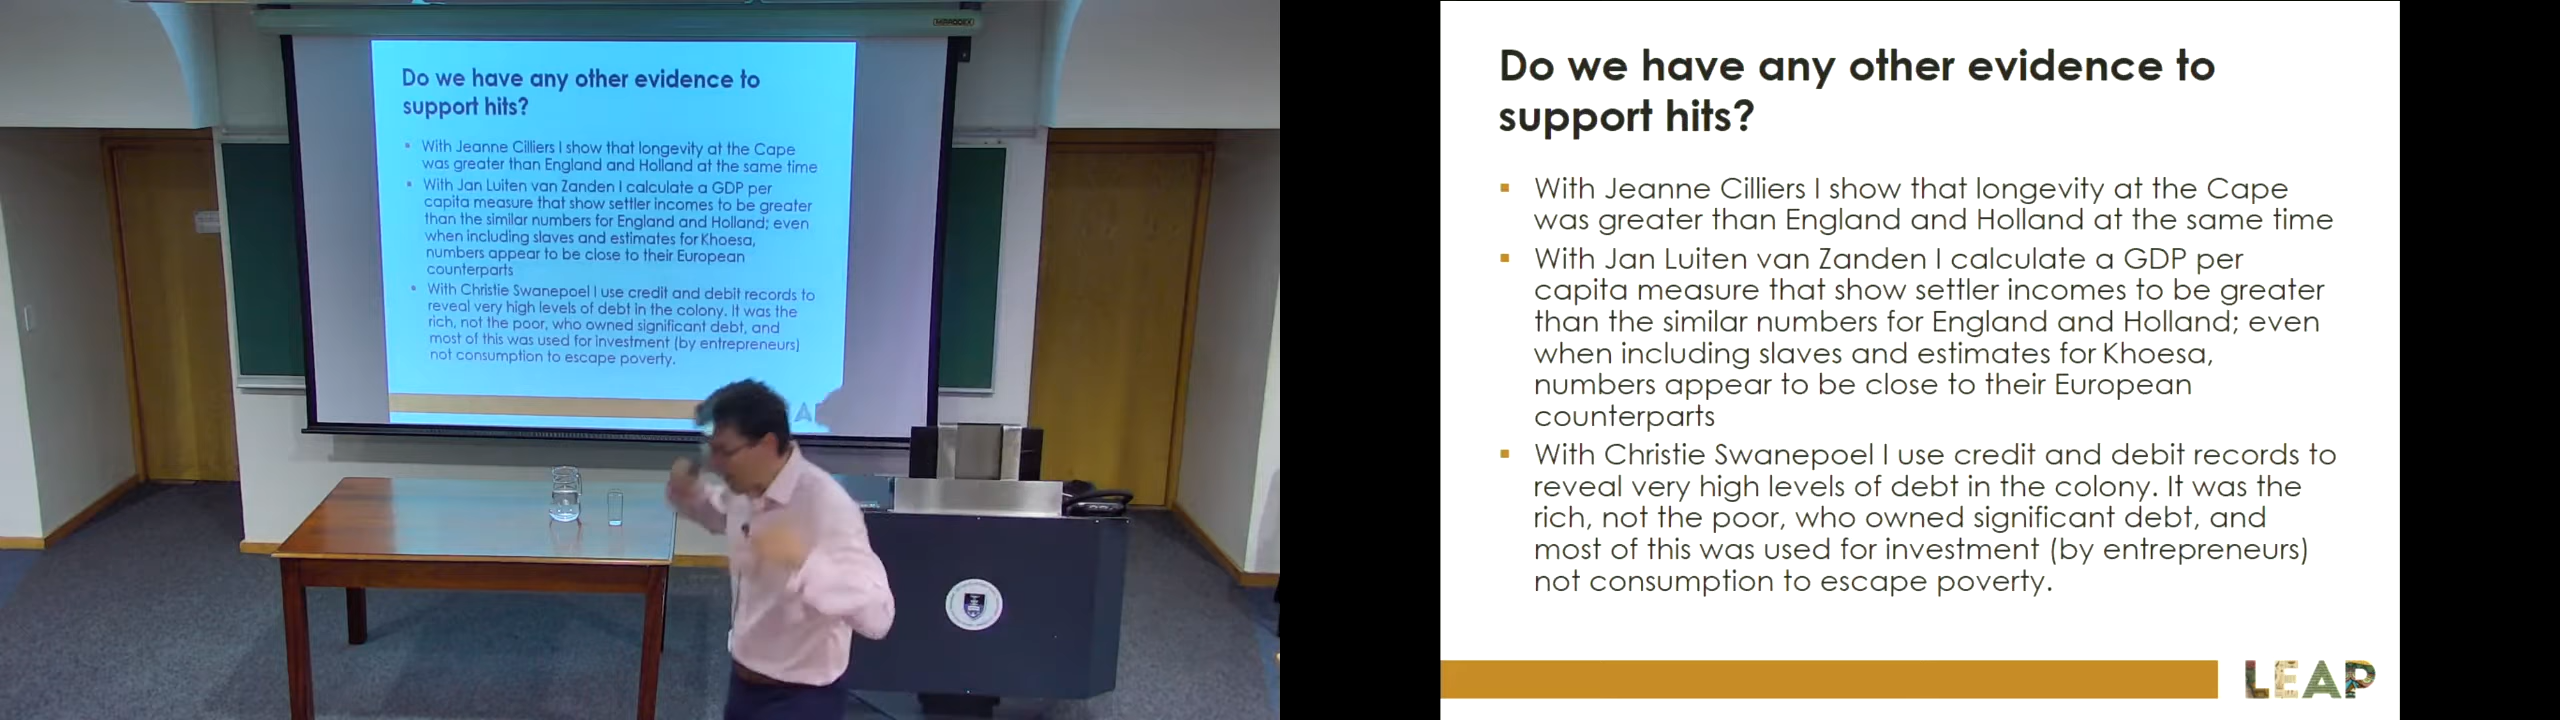 Do we have any other evidence to
support hits?
With Jeanne Cilliers I show that longevity at the Cape
was greater than England and Holland at the same time
With Jan Luiten van Zanden I calculate a GDP per
capita measure that show settler incomes to be greater
than the similar numbers for England and Holland; even
when including slaves and estimates for Khoesa,
numbers appear to be close to their European
counterparts
With Christie Swanepoel I use credit and debit records to
reveal very high levels of debt in the colony. It was the
rich, not the poor, who owned significant debt, and
most of this was used for investment (by entrepreneurs)
not consumption to escape poverty.
Do we have any other evidence to
support hits?
With Jeanne Cilliers I show that longevity at the Cape
was greater than England and Holland at the same time
With Jan Luiten van Zanden I calculate a GDP per
capita measure that show settler incomes to be greater
than the similar numbers for England and Holland; even
when including slaves and estimates for Khoesa,
numbers appear to be close to their European
counterparts
With Christie Swanepoel I use credit and debit records to
reveal very high levels of debt in the colony. It was the
rich, not the poor, who owned significant debt, and
most of this was used for investment (by entrepreneurs)
not consumption to escape poverty.
LEAP